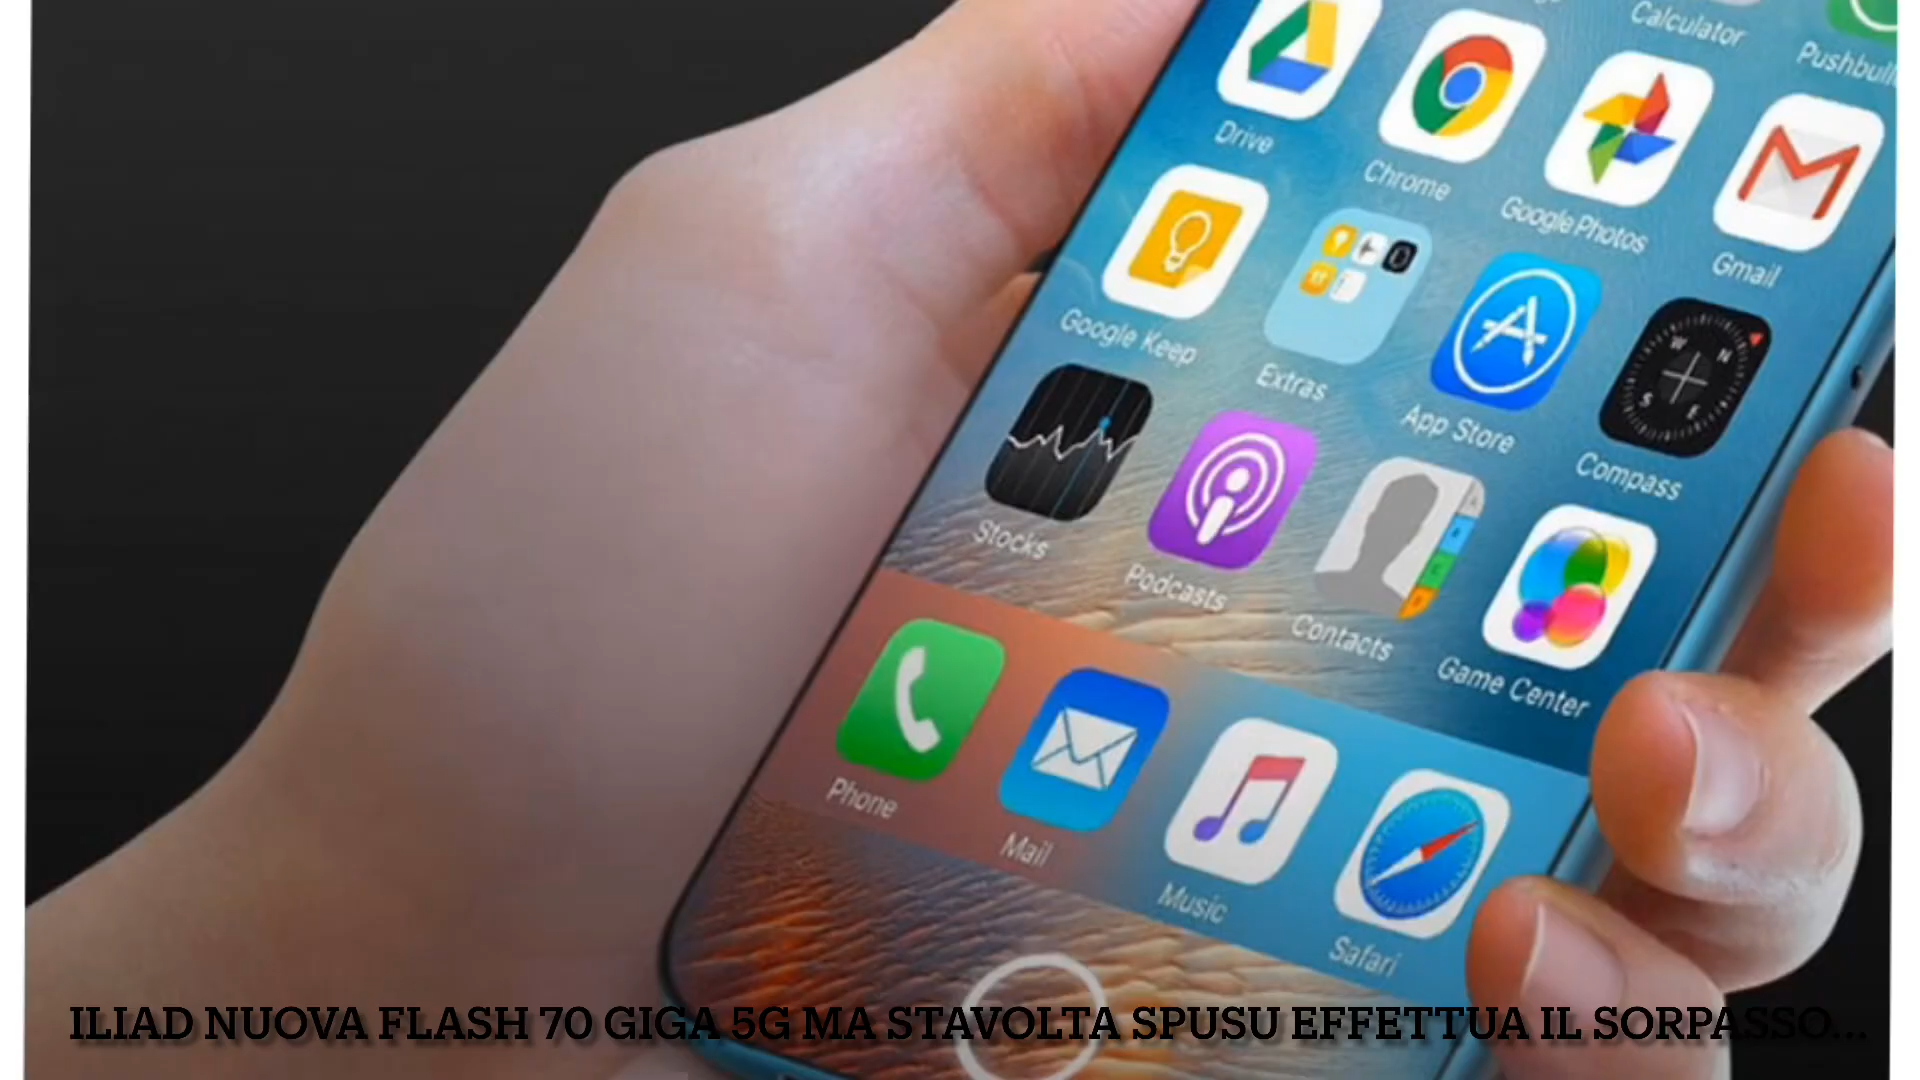 Calculator
Drive
Chrome
Google Photos
Gmail
Google Keep
Extras
App Store
Compass
W N
S E
Stocks
Podcasts
Contacts
Game Center
Phone
Mail
Music
Safari
ILIAD NUOVA FLASH 70 GIGA 5G MA STAVOLTA SPUSU EFFETTUA IL SORPASSO...